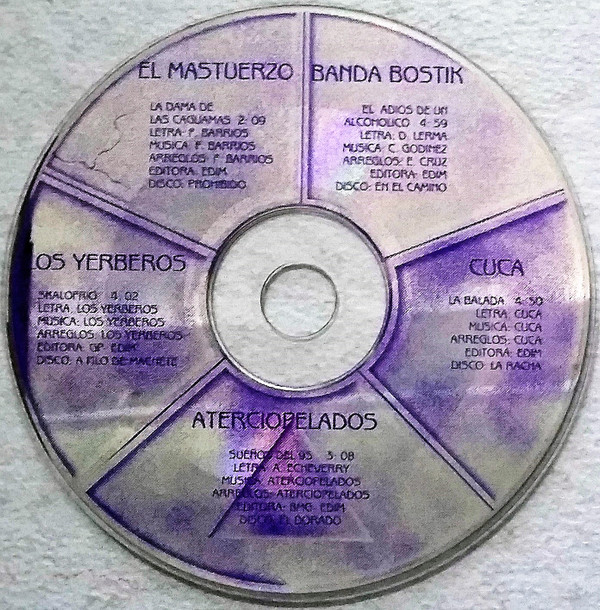 EL MASTUERZO
LA DAMA DE
LAS CAGUAMAS 2:09
LETRA: F. BARRIOS
MUSICA: F. BARRIOS
ARREGLOS: F. BARRIOS
EDITORA: EDIM
DISCO: PROHIBIDO
BANDA BOSTIK
EL ADIOS DE UN
ALCOHOLICO 4:59
LETRA: D. LERMA
MUSICA: C. GODINEZ
ARREGLOS: E. CRUZ
EDITORA: EDIM
DISCO: EN EL CAMINO
LOS YERBEROS
SKALOFRIO 4:02
LETRA: LOS YERBEROS
MUSICA: LOS YERBEROS
ARREGLOS: LOS YERBEROS
EDITORA: GP-EDIM
DISCO: A FILO DE MACHETE
CUCA
LA BALADA 4:50
LETRA: CUCA
MUSICA: CUCA
ARREGLOS: CUCA
EDITORA: EDIM
DISCO: LA RACHA
ATERCIOPELADOS
SUEÑOS DEL 95 3:08
LETRA: A. ECHEVERRY
MUSICA: ATERCIOPELADOS
ARREGLOS: ATERCIOPELADOS
EDITORA: BMG-EDIM
DISCO: EL DORADO